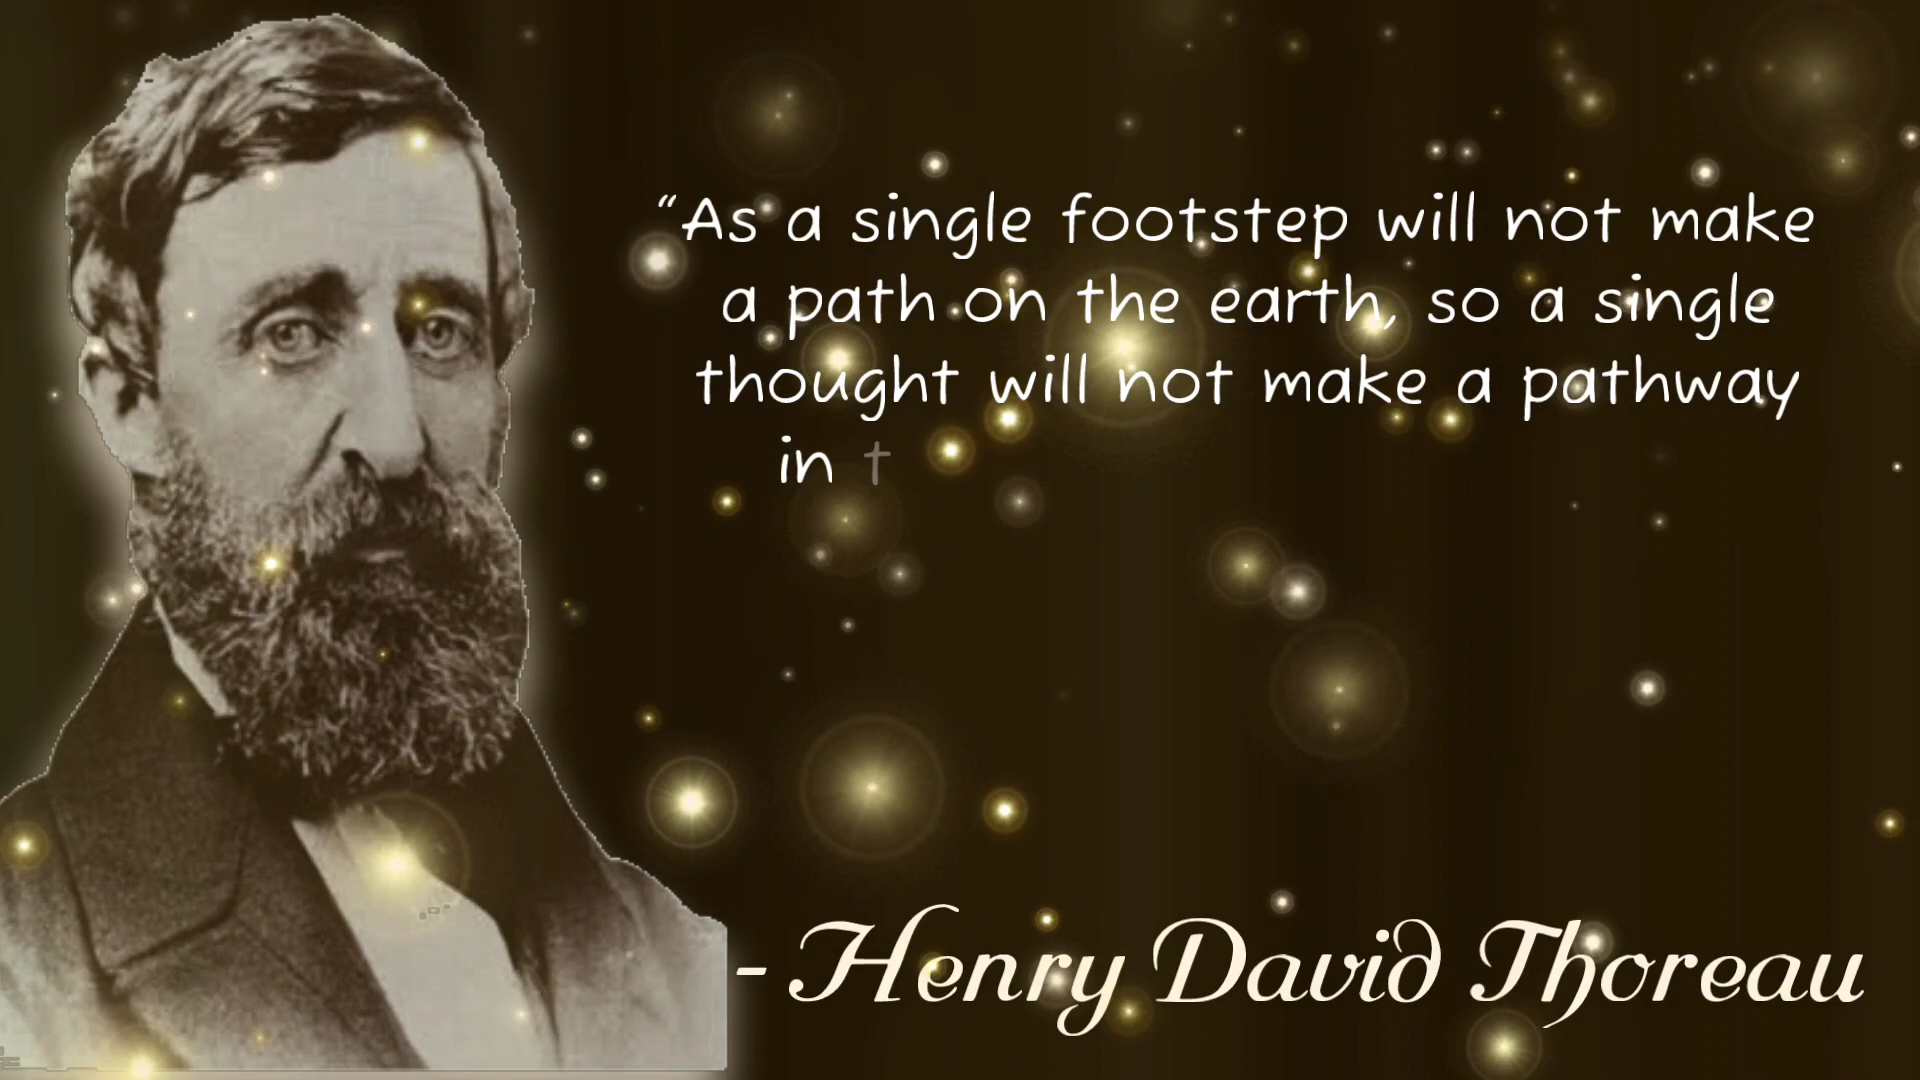 “As a single footstep will not make
a path on the earth, so a single
thought will not make a pathway
in t
- Henry David Thoreau